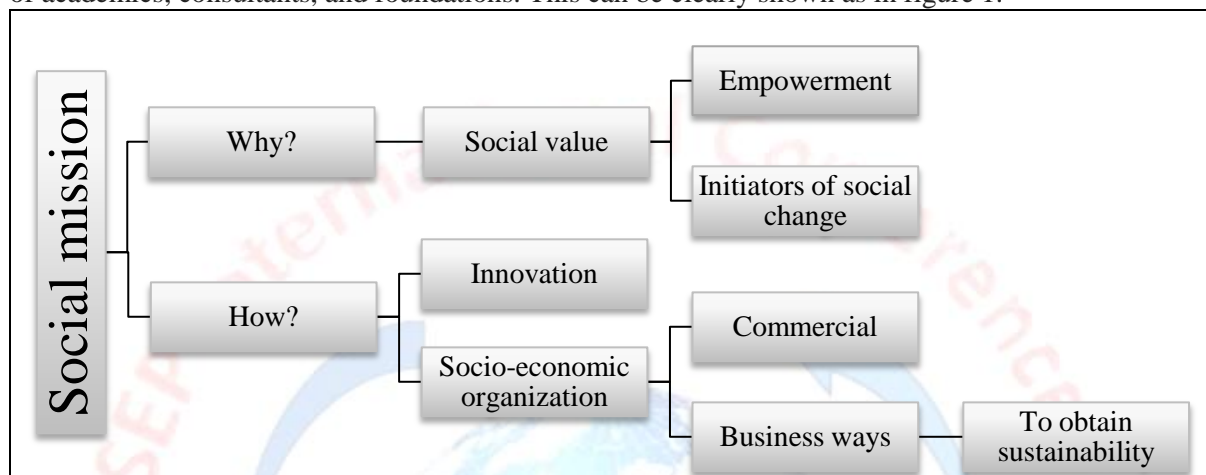 of academics, consultants, and foundations. This can be clearly shown as in figure 1:
Social mission
Why?
Social value
Empowerment
Initiators of social
change
How?
Innovation
Socio-economic
organization
Commercial
Business ways
To obtain
sustainability